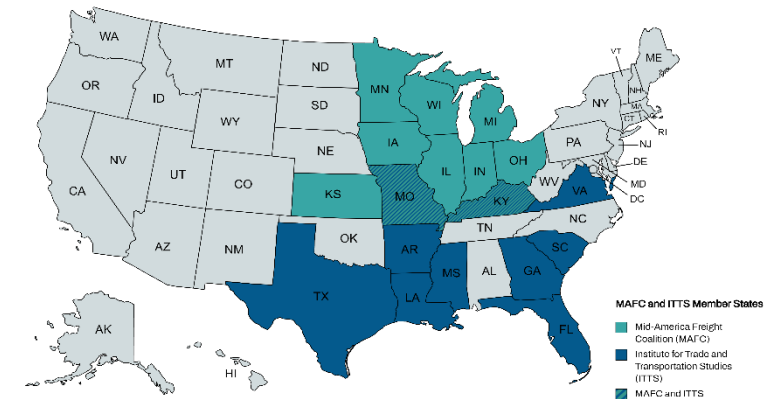 WA
MT
ND
MN
VT
ME
OR
ID
SD
WI
MI
NH
NY
MA
WY
CT
RI
IA
NE
PA
NJ
NV
OH
IL
IN
DE
UT
CO
WV
CA
KS
MO
VA
MD
KY
DC
NC
TN
AZ
NM
OK
AR
SC
MS
AL
GA
TX
LA
MAFC and ITTS Member States
AK
FL
Mid-America Freight
Coalition (MAFC)
Institute for Trade and
Transportation Studies
(ITTS)
HI
MAFC and ITTS